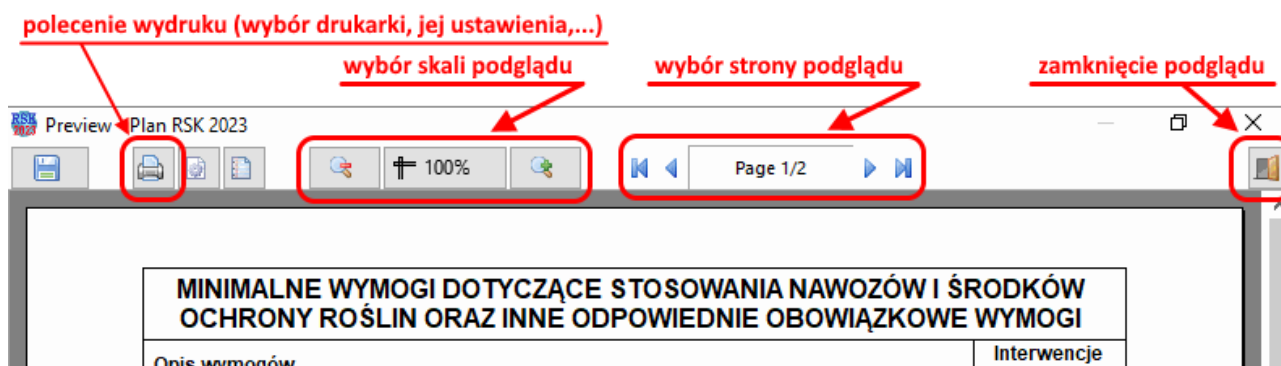 polecenie wydruku (wybór drukarki, jej ustawienia,...)
wybór skali podglądu
wybór strony podglądu
zamknięcie podglądu
RSK 2023
Preview - Plan RSK 2023
100%
Page 1/2
MINIMALNE WYMOGI DOTYCZĄCE STOSOWANIA NAWOZÓW I ŚRODKÓW
OCHRONY ROŚLIN ORAZ INNE ODPOWIEDNIE OBOWIĄZKOWE WYMOGI
Opis wymogów
Interwencje